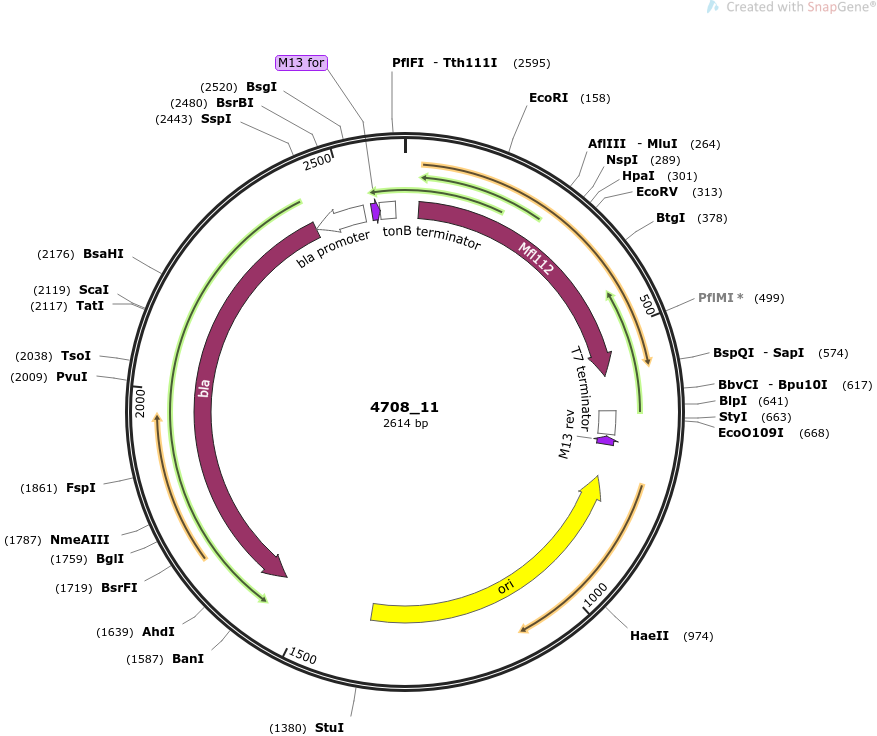 Created with SnapGene®
M13 for
PflFI - Tth111I (2595)
(2520) BsgI
(2480) BsrBI
(2443) SspI
EcoRI (158)
AflIII - MluI (264)
NspI (289)
HpaI (301)
EcoRV (313)
BtgI (378)
PflMI * (499)
BspQI - SapI (574)
BbvCI - Bpu10I (617)
BlpI (641)
StyI (663)
EcoO109I (668)
HaeII (974)
(1380) StuI
(1587) BanI
(1639) AhdI
(1719) BsrFI
(1759) BglI
(1787) NmeAIII
(1861) FspI
(2009) PvuI
(2038) TsoI
(2117) TatI
(2119) ScaI
(2176) BsaHI
2500
500
1000
1500
2000
bla promoter
tonB terminator
Mfl112
T7 terminator
M13 rev
ori
bla
4708_11
2614 bp